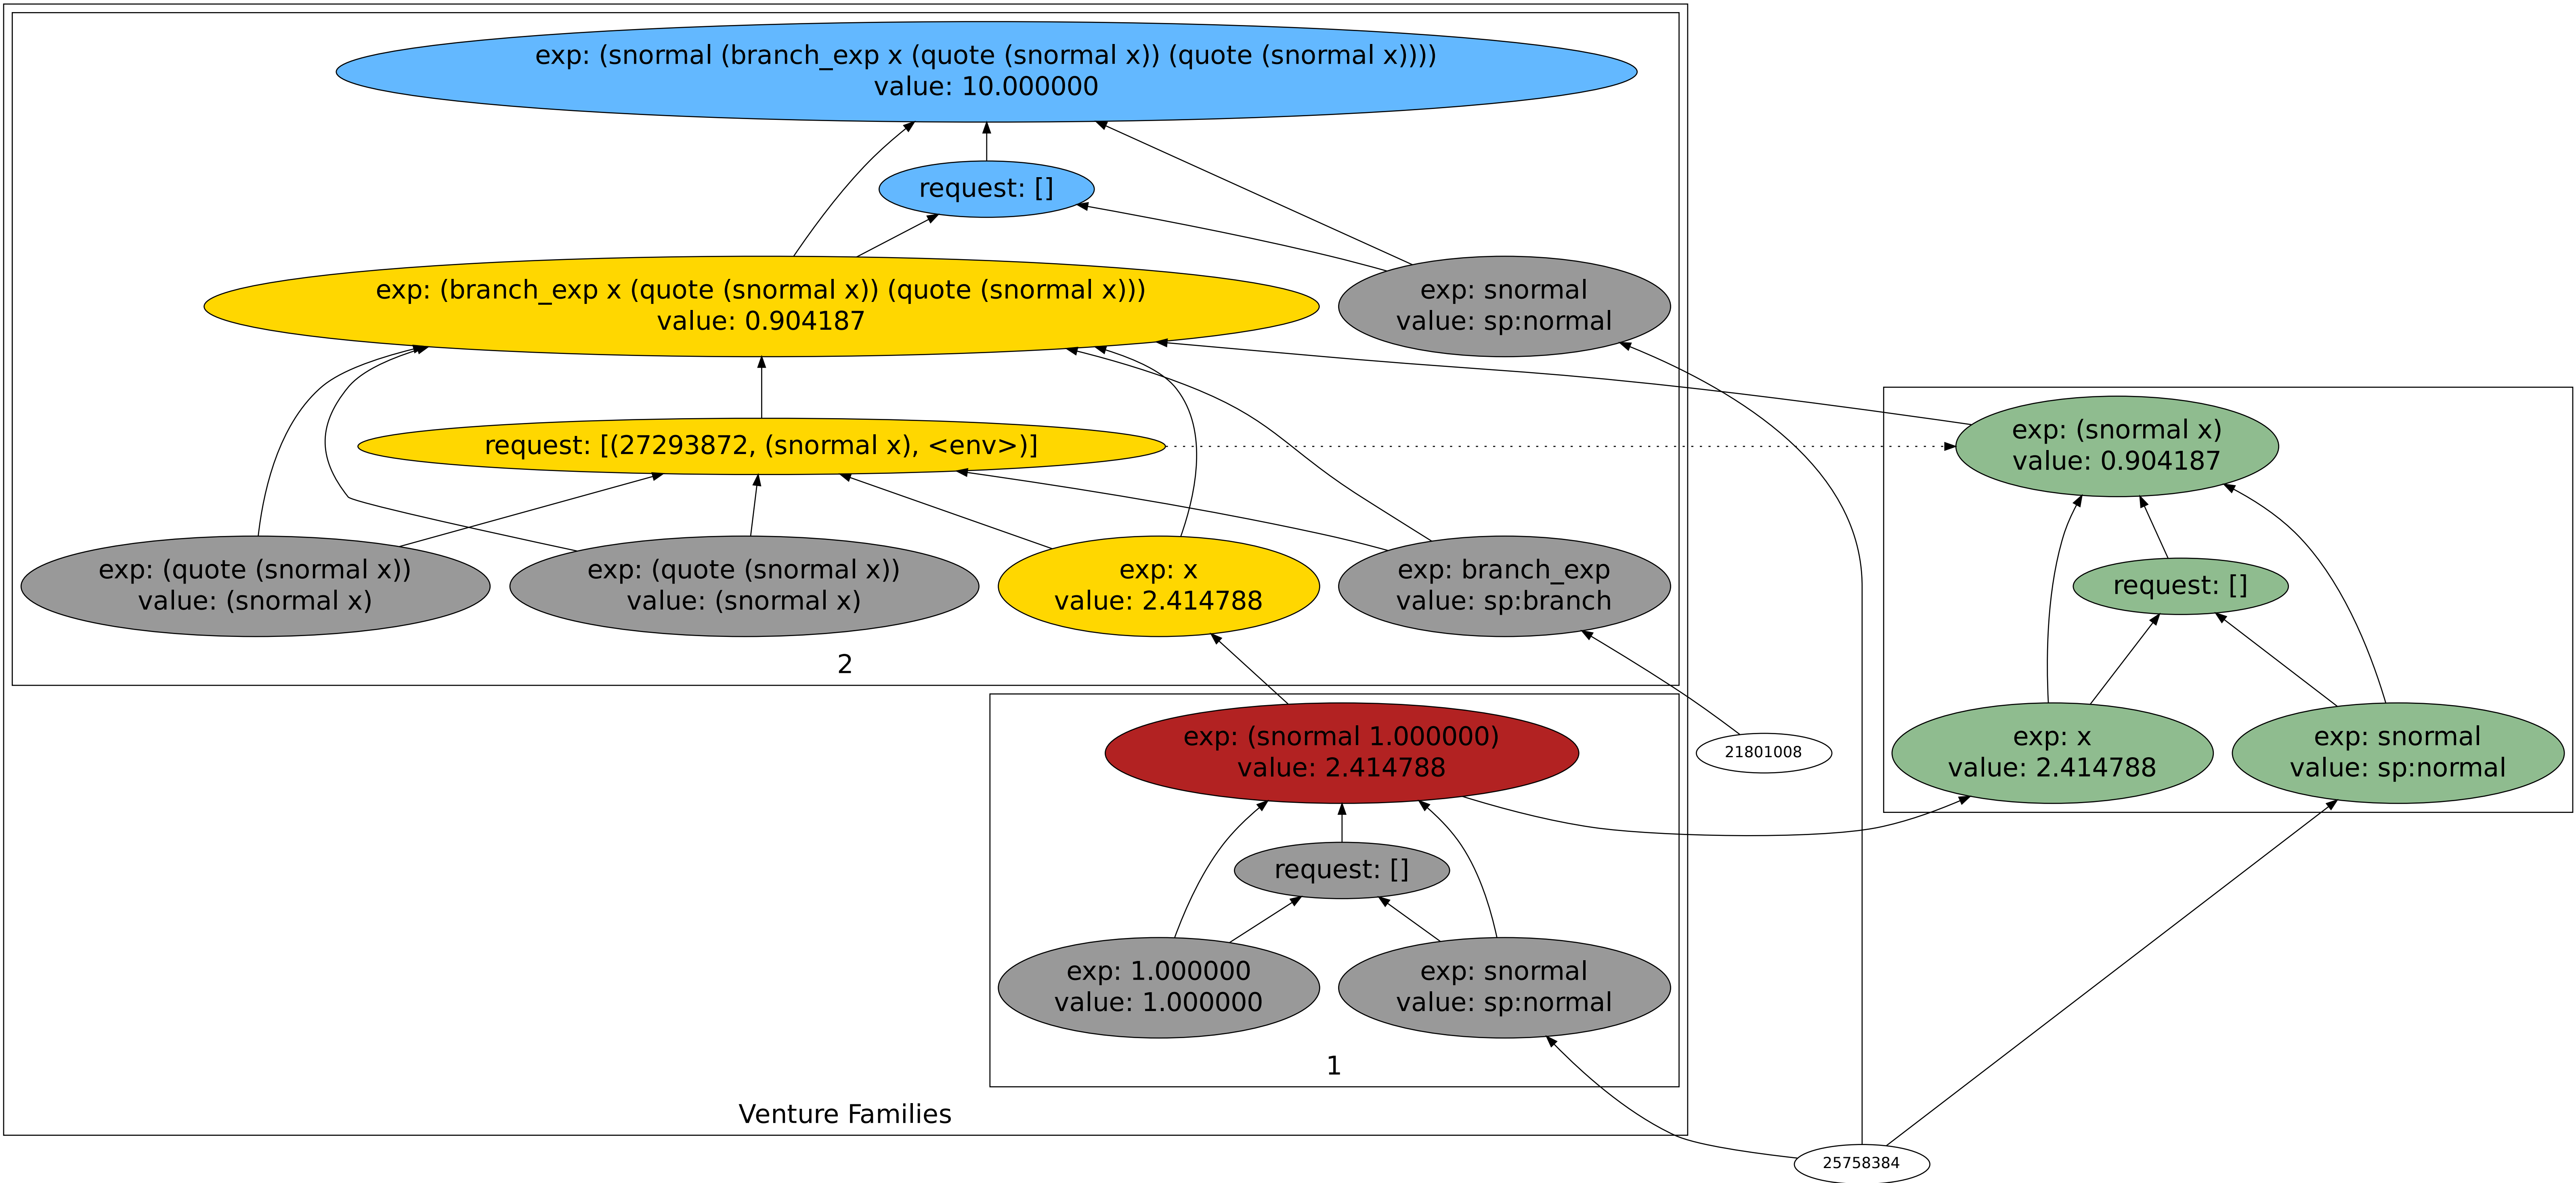 exp: (snormal (branch_exp x (quote (snormal x)) (quote (snormal x))))
value: 10.000000
request: []
exp: (branch_exp x (quote (snormal x)) (quote (snormal x)))
value: 0.904187
exp: snormal
value: sp:normal
request: [(27293872, (snormal x), <env>)]
exp: (snormal x)
value: 0.904187
exp: (quote (snormal x))
value: (snormal x)
exp: (quote (snormal x))
value: (snormal x)
exp: x
value: 2.414788
exp: branch_exp
value: sp:branch
request: []
2
exp: (snormal 1.000000)
value: 2.414788
21801008
exp: x
value: 2.414788
exp: snormal
value: sp:normal
request: []
exp: 1.000000
value: 1.000000
exp: snormal
value: sp:normal
1
Venture Families
25758384